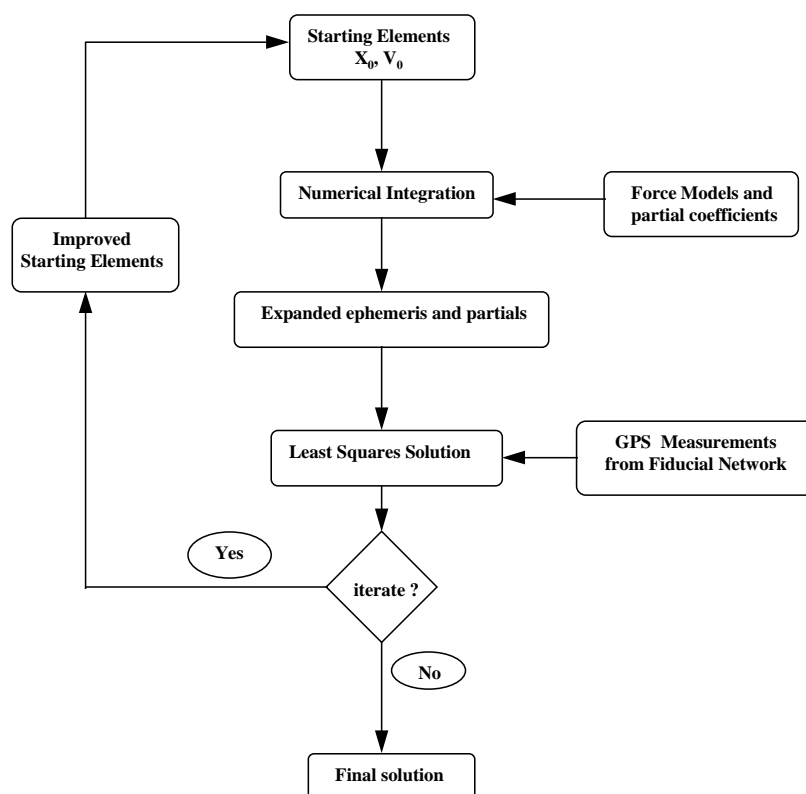 Starting Elements
X₀, V₀
Numerical Integration
Force Models and
partial coefficients
Improved
Starting Elements
Expanded ephemeris and partials
Least Squares Solution
GPS Measurements
from Fiducial Network
Yes
iterate ?
No
Final solution